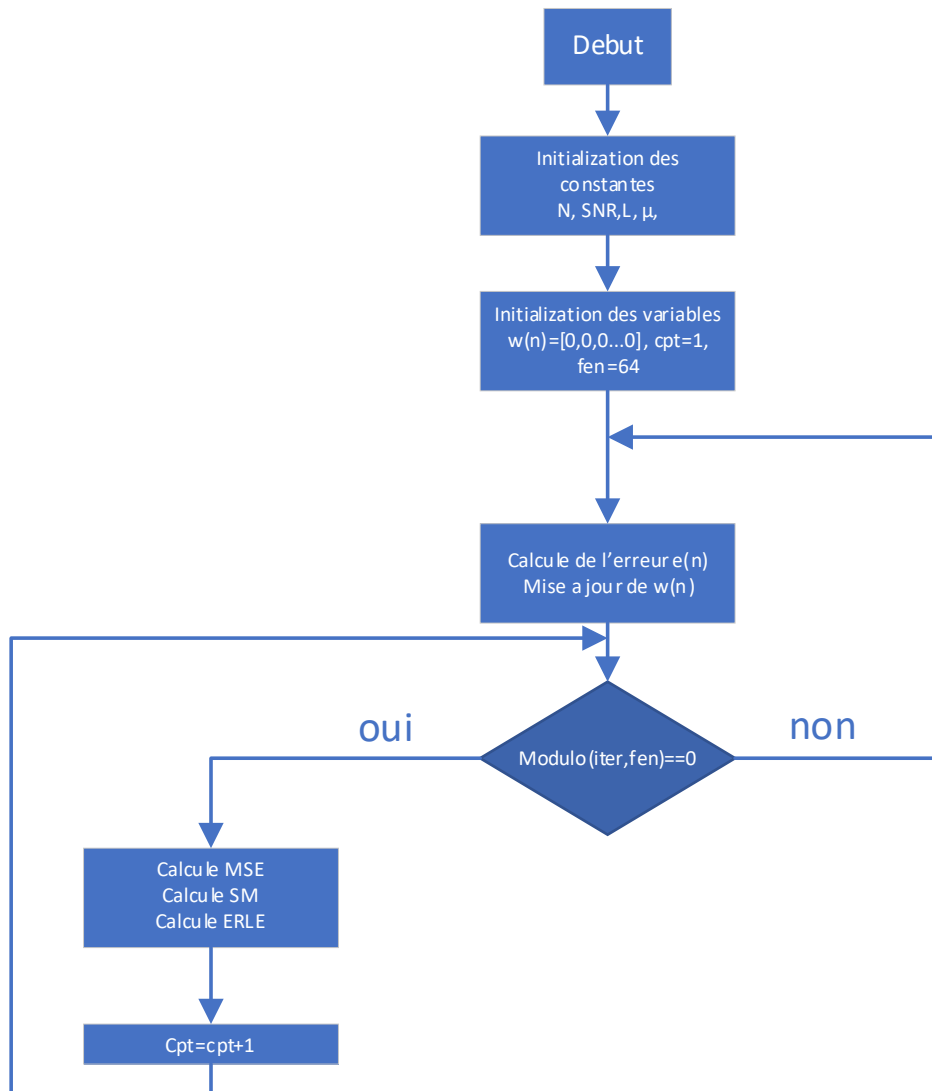 Debut
Initialization des
constantes
N, SNR,L, µ,
Initialization des variables
w(n)=[0,0,0...0] , cpt=1,
fen=64
Calcule de l’erreur e(n)
Mise a jour de w(n)
oui
non
Modulo(iter,fen)==0
Calcule MSE
Calcule SM
Calcule ERLE
Cpt=cpt+1